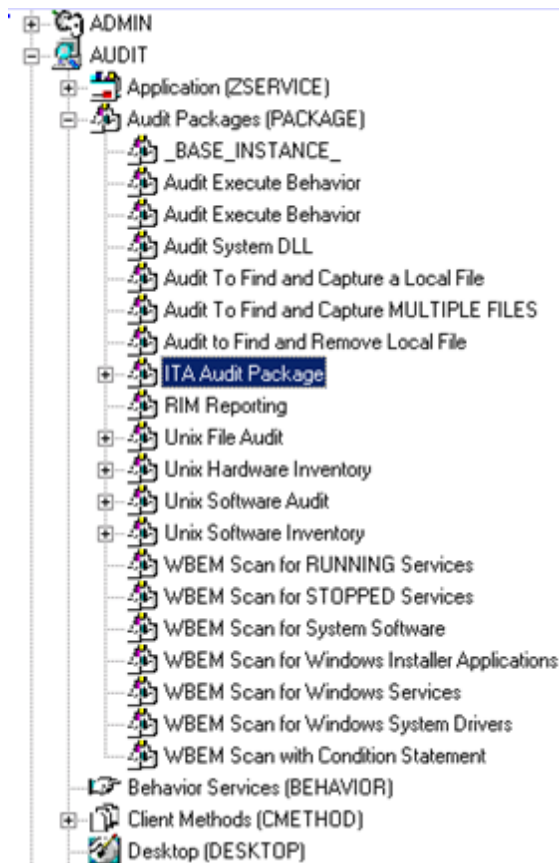 ADMIN
AUDIT
Application (ZSERVICE)
Audit Packages (PACKAGE)
_BASE_INSTANCE_
Audit Execute Behavior
Audit Execute Behavior
Audit System DLL
Audit To Find and Capture a Local File
Audit To Find and Capture MULTIPLE FILES
Audit to Find and Remove Local File
ITA Audit Package
RIM Reporting
Unix File Audit
Unix Hardware Inventory
Unix Software Audit
Unix Software Inventory
WBEM Scan for RUNNING Services
WBEM Scan for STOPPED Services
WBEM Scan for System Software
WBEM Scan for Windows Installer Applications
WBEM Scan for Windows Services
WBEM Scan for Windows System Drivers
WBEM Scan with Condition Statement
Behavior Services (BEHAVIOR)
Client Methods (CMETHOD)
Desktop (DESKTOP)